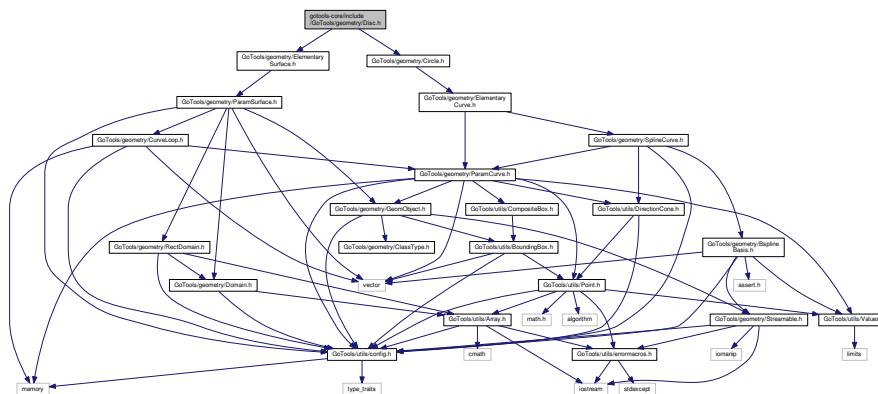 gotools-core/include
/GoTools/geometry/Disc.h
GoTools/geometry/Elementary
Surface.h
GoTools/geometry/Circle.h
GoTools/geometry/ParamSurface.h
GoTools/geometry/Elementary
Curve.h
GoTools/geometry/CurveLoop.h
GoTools/geometry/SplineCurve.h
GoTools/geometry/ParamCurve.h
GoTools/geometry/GeomObject.h
GoTools/utils/CompositeBox.h
GoTools/utils/DirectionCone.h
GoTools/geometry/RectDomain.h
GoTools/geometry/ClassType.h
GoTools/utils/BoundingBox.h
GoTools/geometry/Bspline
Basis.h
GoTools/geometry/Domain.h
vector
GoTools/utils/Point.h
assert.h
GoTools/utils/Array.h
math.h
algorithm
GoTools/geometry/Streamable.h
GoTools/utils/Values.h
GoTools/utils/config.h
cmath
GoTools/utils/errormacros.h
iomanip
limits
memory
type_traits
iostream
stdexcept